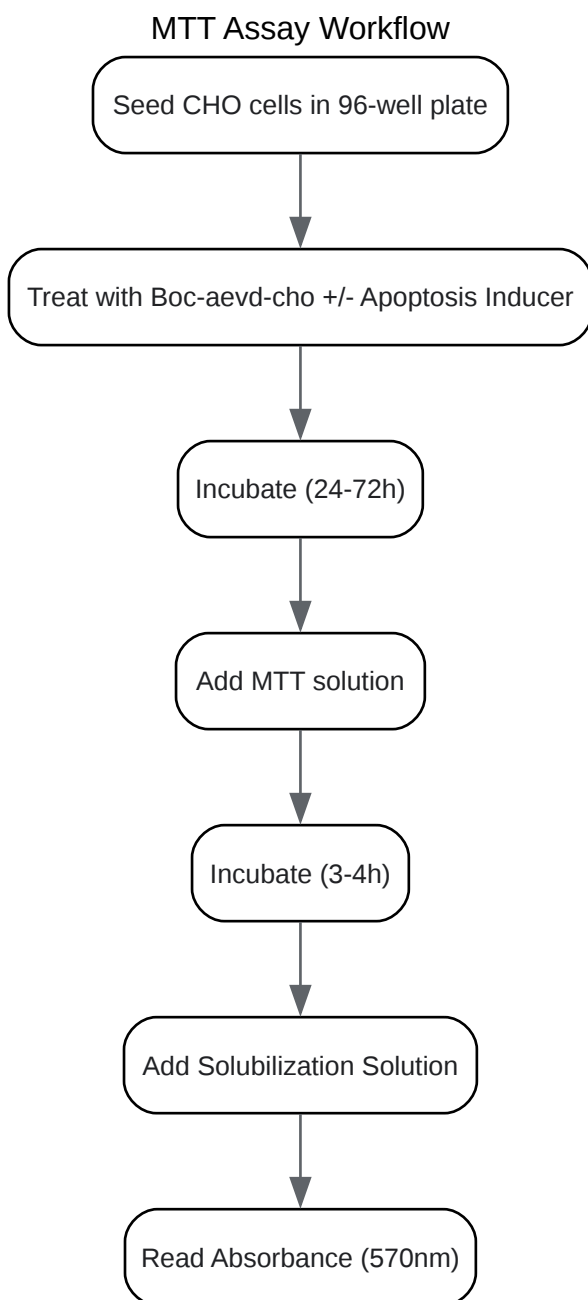 MTT Assay Workflow
Seed CHO cells in 96-well plate
Treat with Boc-aevd-cho +/- Apoptosis Inducer
Incubate (24-72h)
Add MTT solution
Incubate (3-4h)
Add Solubilization Solution
Read Absorbance (570nm)